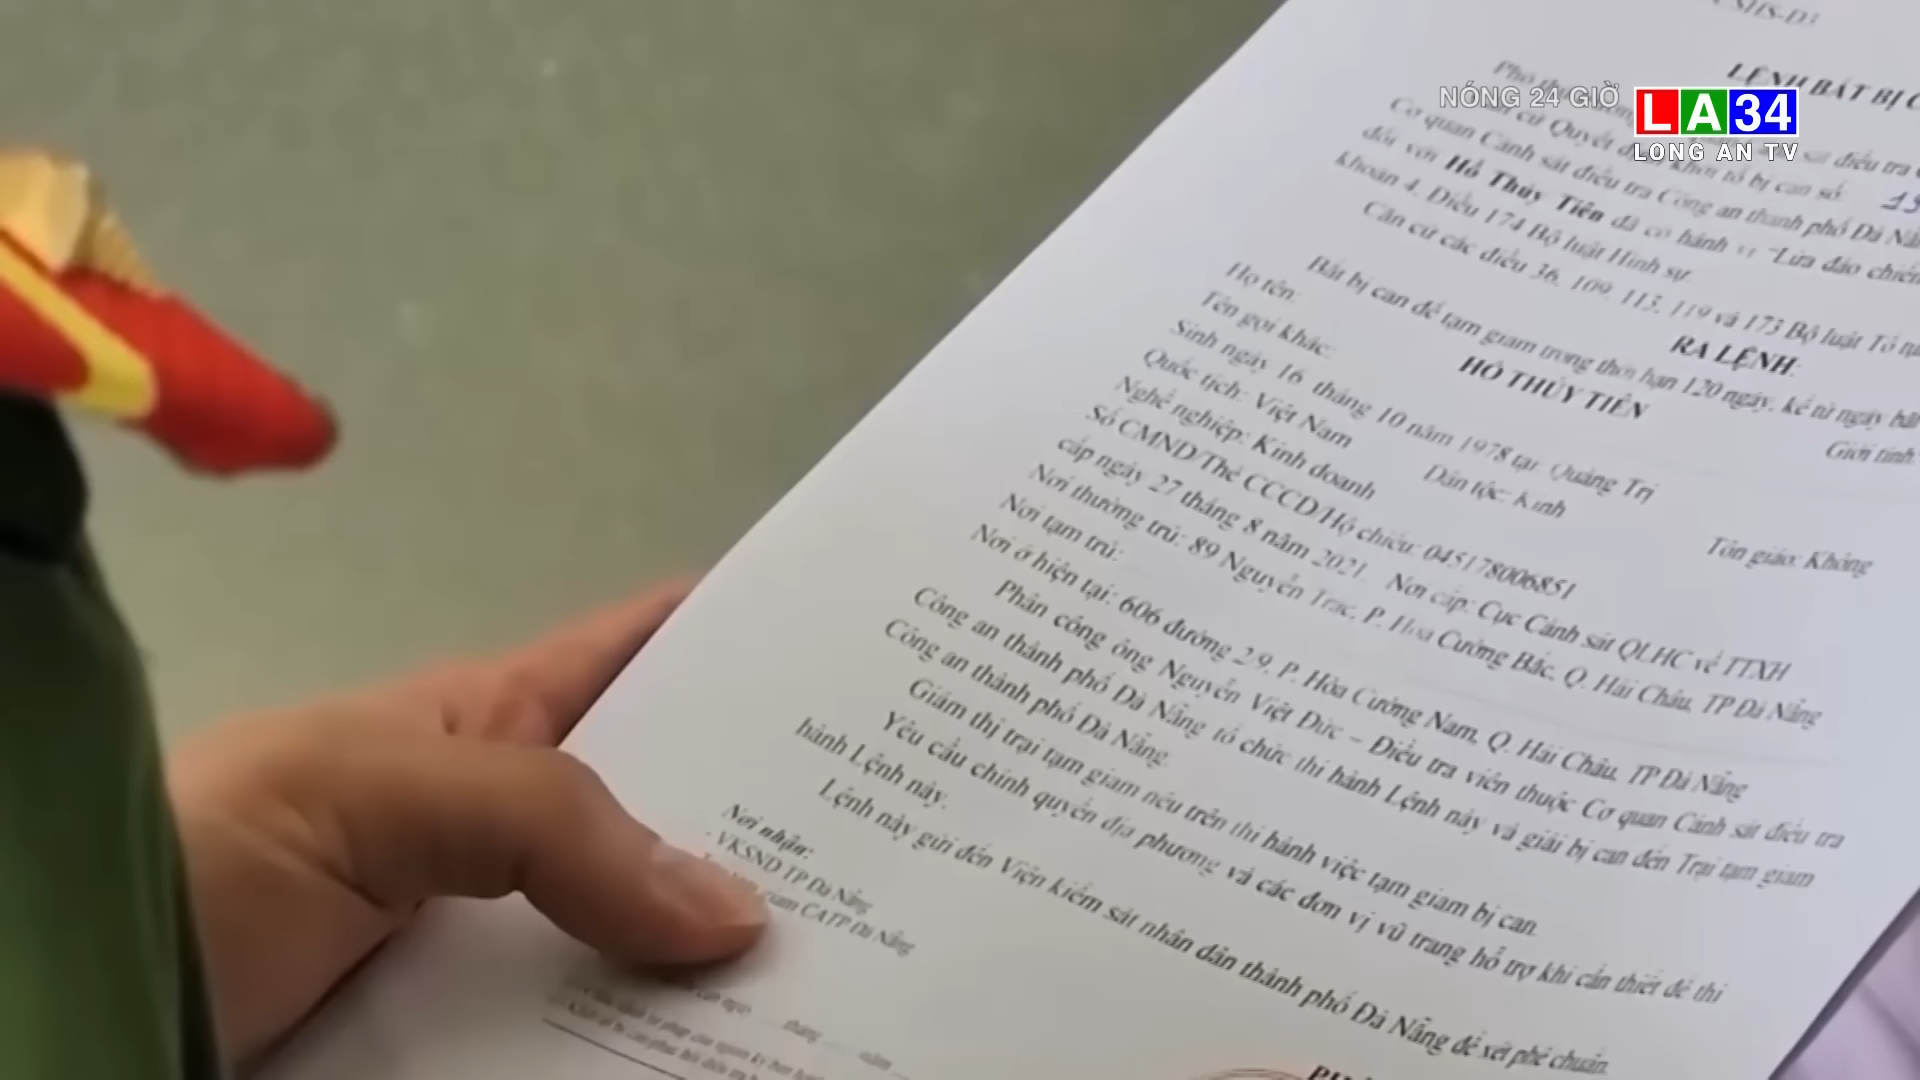 NÓNG 24 GIỜ
LA34
LONG AN TV
LỆNH BẮT BỊ
Cơ quan Cảnh sát điều tra Công an thành phố Đà
đối với Hồ Thủy Tiên đã có hành vi "Lừa đảo chiếm
khoản 4, Điều 174 Bộ luật Hình sự.
Căn cứ các điều 36, 109, 113, 119 và 173 Bộ luật Tố
RA LỆNH:
Bắt bị can để tạm giam trong thời hạn 120 ngày, kể từ ngày bắt
Họ tên: HỒ THỦY TIÊN Giới tính:
Tên gọi khác:
Sinh ngày 16 tháng 10 năm 1978 tại Quảng Trị
Quốc tịch: Việt Nam Dân tộc: Kinh Tôn giáo: Không
Nghề nghiệp: Kinh doanh
Số CMND/Thẻ CCCD/Hộ chiếu: 045178006851
cấp ngày 27 tháng 8 năm 2021 Nơi cấp: Cục Cảnh sát QLHC về TTXH
Nơi thường trú: 89 Nguyễn Trác, P. Hòa Cường Bắc, Q. Hải Châu, TP Đà Nẵng
Nơi tạm trú:
Nơi ở hiện tại: 606 đường 2/9, P. Hòa Cường Nam, Q. Hải Châu, TP Đà Nẵng
Phân công ông Nguyễn Việt Đức – Điều tra viên thuộc Cơ quan Cảnh sát điều tra
Công an thành phố Đà Nẵng tổ chức thi hành Lệnh này và giải bị can đến Trại tạm giam
Công an thành phố Đà Nẵng.
Giám thị trại tạm giam nêu trên thi hành việc tạm giam bị can.
Yêu cầu chính quyền địa phương và các đơn vị vũ trang hỗ trợ khi cần thiết để thi
hành Lệnh này.
Lệnh này gửi đến Viện kiểm sát nhân dân thành phố Đà Nẵng để xét phê chuẩn.
Nơi nhận:
- VKSND TP Đà Nẵng
giam CATP Đà Nẵng